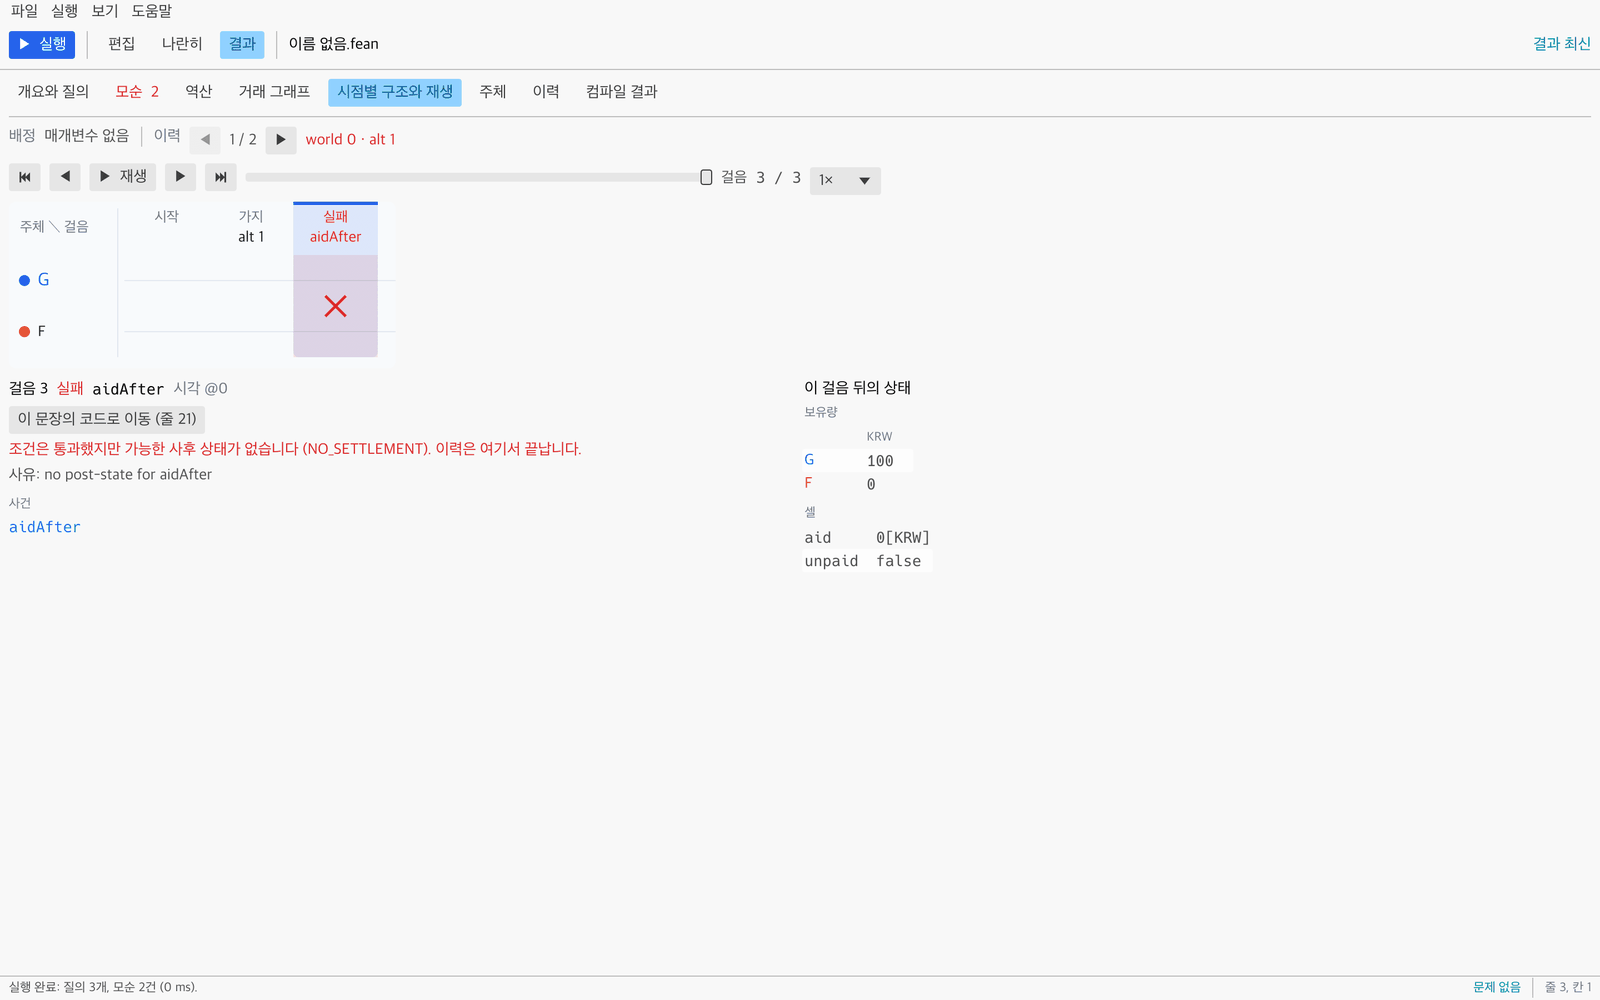 파일 실행 보기 도움말
▶ 실행 편집 나란히 결과 이름 없음.fean 결과 최신
개요와 질의 모순 2 역산 거래 그래프 시점별 구조와 재생 주체 이력 컴파일 결과
배정 매개변수 없음 이력 ◀ 1 / 2 ▶ world 0 · alt 1
⏮ ◀ ▶ 재생 ▶ ⏭ 걸음 3 / 3 1× ▼
주체 ＼ 걸음 시작 가지 실패
alt 1 aidAfter
G
F
걸음 3 실패 aidAfter 시각 @0
이 문장의 코드로 이동 (줄 21)
조건은 통과했지만 가능한 사후 상태가 없습니다 (NO_SETTLEMENT). 이력은 여기서 끝납니다.
사유: no post-state for aidAfter
사건
aidAfter
이 걸음 뒤의 상태
보유량
KRW
G 100
F 0
셀
aid 0[KRW]
unpaid false
실행 완료: 질의 3개, 모순 2건 (0 ms). 문제 없음 줄 3, 칸 1